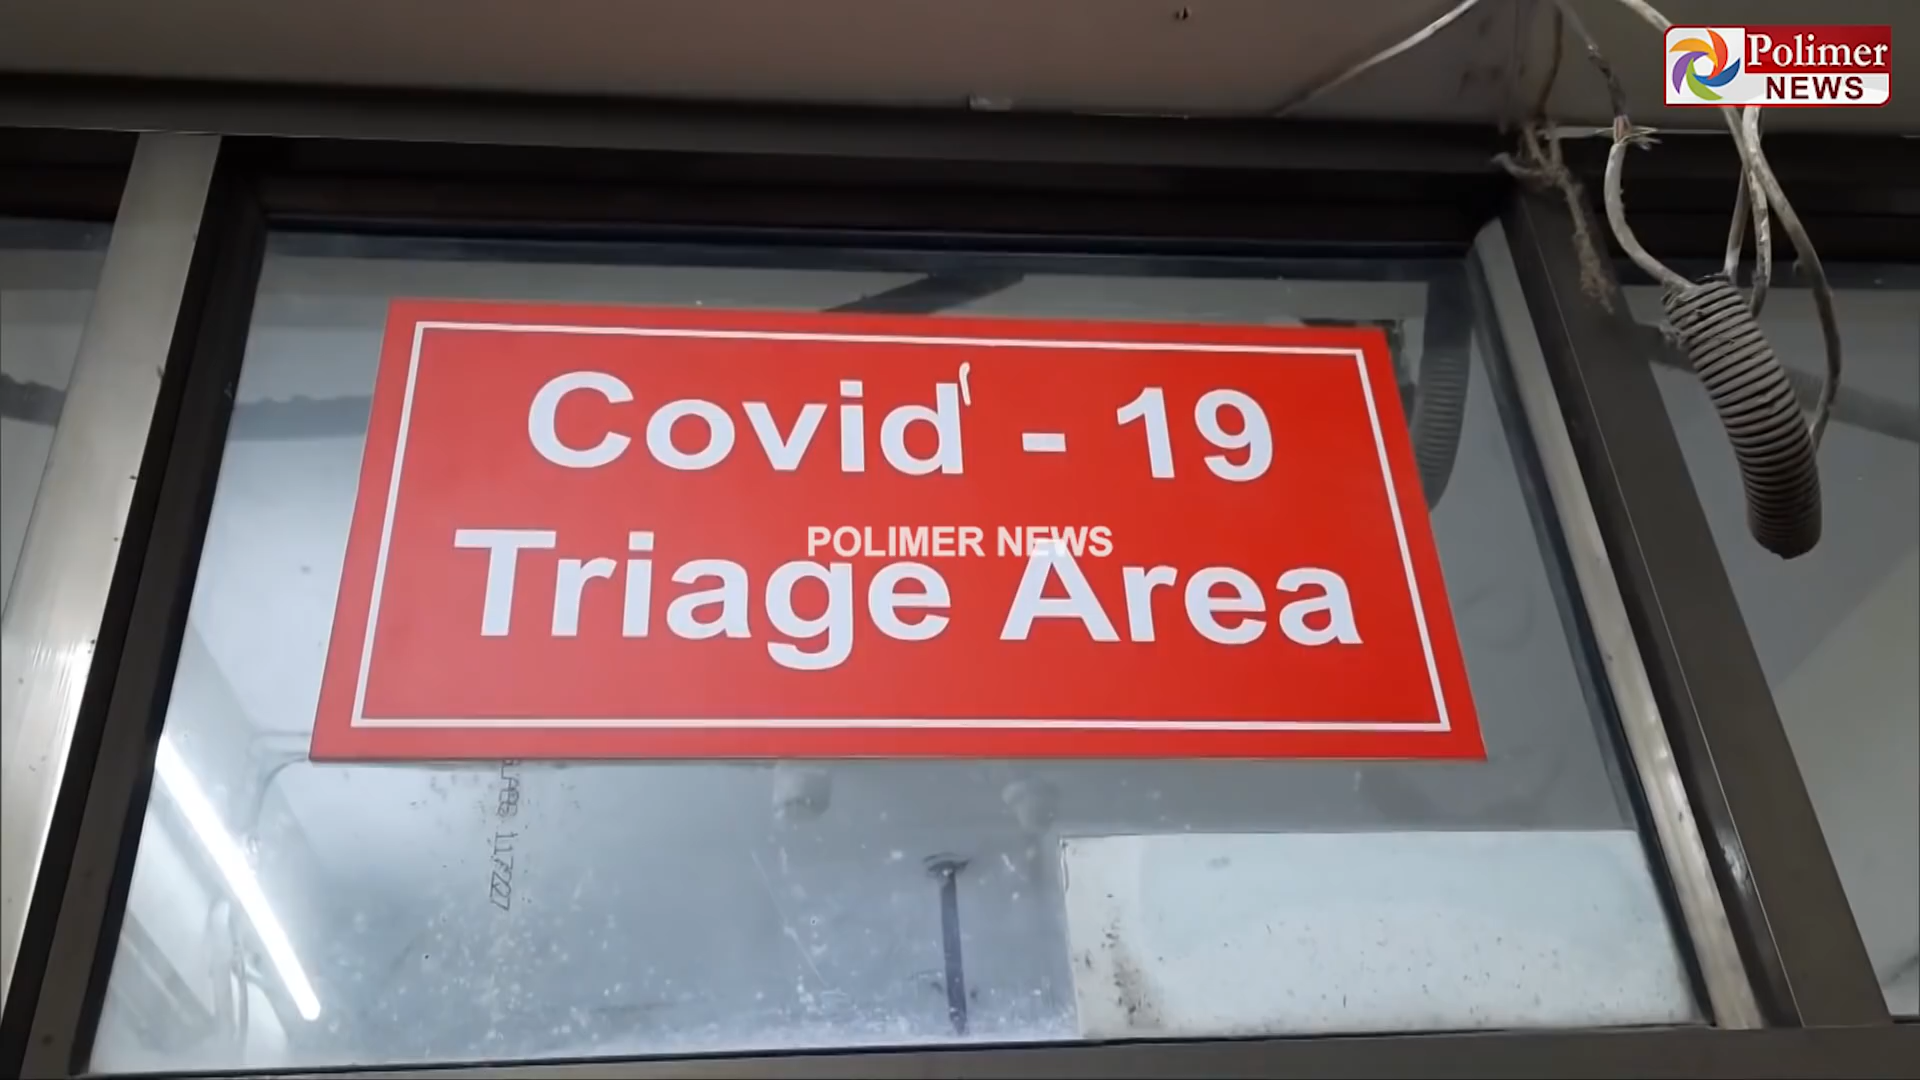 Polimer
NEWS
Covid - 19
POLIMER NEWS
Triage Area